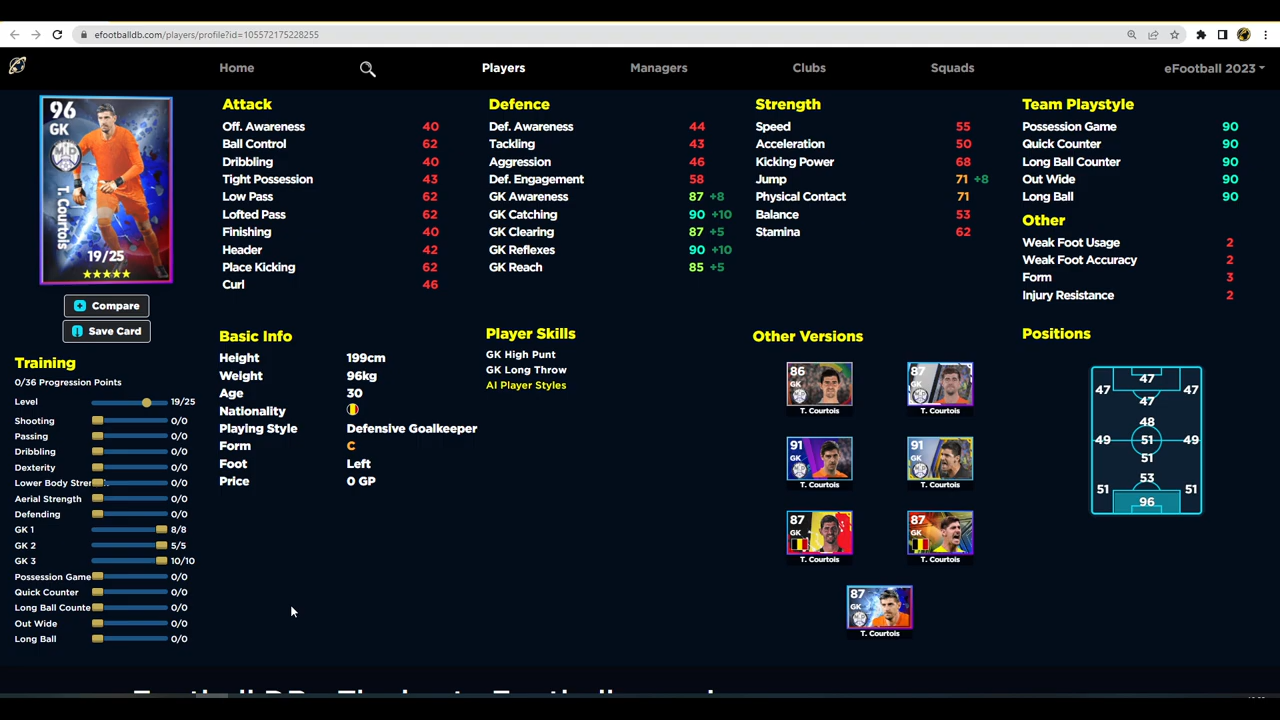 efootballdb.com/players/profile?id=105572175228255
Home
Players
Managers
Clubs
Squads
eFootball 2023
96
GK
T. Courtois
19/25
Compare
Save Card
Training
0/36 Progression Points
Level 19/25
Shooting 0/0
Passing 0/0
Dribbling 0/0
Dexterity 0/0
Lower Body Stren 0/0
Aerial Strength 0/0
Defending 0/0
GK 1 8/8
GK 2 5/5
GK 3 10/10
Possession Game 0/0
Quick Counter 0/0
Long Ball Counte 0/0
Out Wide 0/0
Long Ball 0/0
Attack
Off. Awareness 40
Ball Control 62
Dribbling 40
Tight Possession 43
Low Pass 62
Lofted Pass 62
Finishing 40
Header 42
Place Kicking 62
Curl 46
Defence
Def. Awareness 44
Tackling 43
Aggression 46
Def. Engagement 58
GK Awareness 87 +8
GK Catching 90 +10
GK Clearing 87 +5
GK Reflexes 90 +10
GK Reach 85 +5
Strength
Speed 55
Acceleration 50
Kicking Power 68
Jump 71 +8
Physical Contact 71
Balance 53
Stamina 62
Team Playstyle
Possession Game 90
Quick Counter 90
Long Ball Counter 90
Out Wide 90
Long Ball 90
Other
Weak Foot Usage 2
Weak Foot Accuracy 2
Form 3
Injury Resistance 2
Basic Info
Height 199cm
Weight 96kg
Age 30
Nationality
Playing Style Defensive Goalkeeper
Form C
Foot Left
Price 0 GP
Player Skills
GK High Punt
GK Long Throw
AI Player Styles
Other Versions
86
GK
T. Courtois
87
GK
T. Courtois
91
GK
T. Courtois
91
GK
T. Courtois
87
GK
T. Courtois
87
GK
T. Courtois
87
GK
T. Courtois
Positions
47
47 47
47
48
49 51 49
51
53
51 51
96